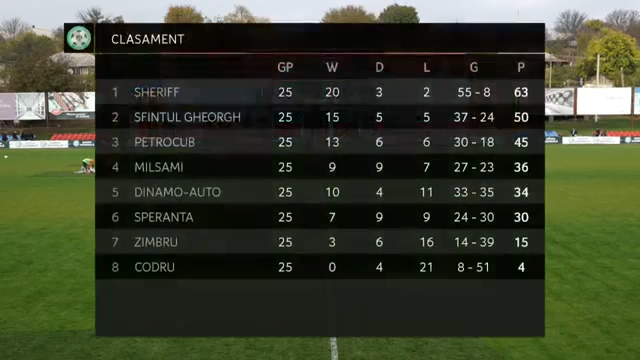 CLASAMENT
GP W D L G P
1 SHERIFF 25 20 3 2 55 - 8 63
2 SFINTUL GHEORGH 25 15 5 5 37 - 24 50
3 PETROCUB 25 13 6 6 30 - 18 45
4 MILSAMI 25 9 9 7 27 - 23 36
5 DINAMO-AUTO 25 10 4 11 33 - 35 34
6 SPERANTA 25 7 9 9 24 - 30 30
7 ZIMBRU 25 3 6 16 14 - 39 15
8 CODRU 25 0 4 21 8 - 51 4